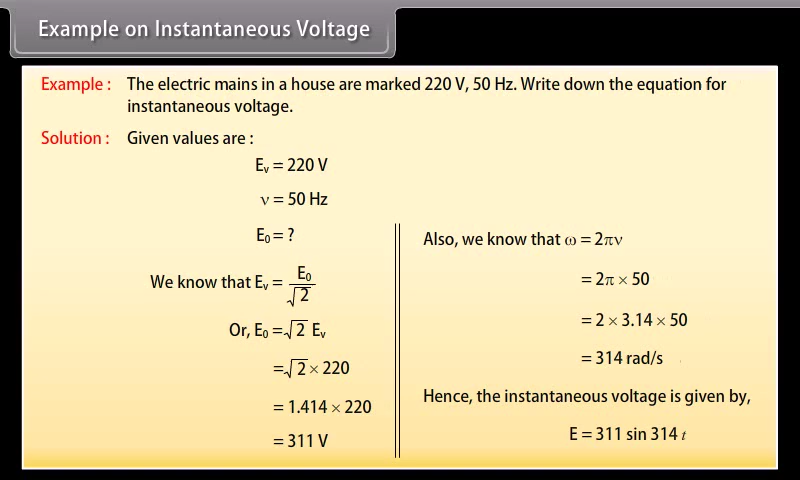 Example on Instantaneous Voltage
Example : The electric mains in a house are marked 220 V, 50 Hz. Write down the equation for
instantaneous voltage.
Solution : Given values are :
Eᵥ = 220 V
ν = 50 Hz
E₀ = ?
We know that Eᵥ = E₀/√2
Or, E₀ = √2 Eᵥ
= √2 × 220
= 1.414 × 220
= 311 V
Also, we know that ω = 2πν
= 2π × 50
= 2 × 3.14 × 50
= 314 rad/s
Hence, the instantaneous voltage is given by,
E = 311 sin 314 t